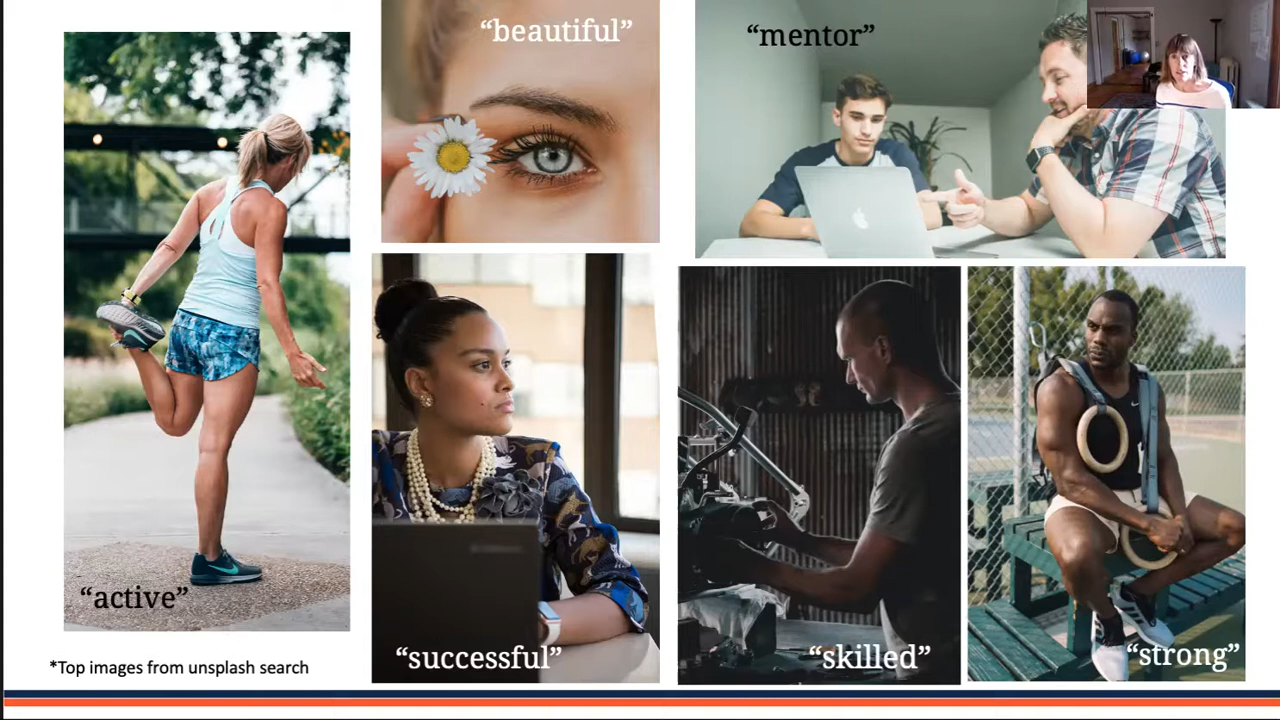 “beautiful”
“mentor”
“active”
“successful”
“skilled”
“strong”
*Top images from unsplash search